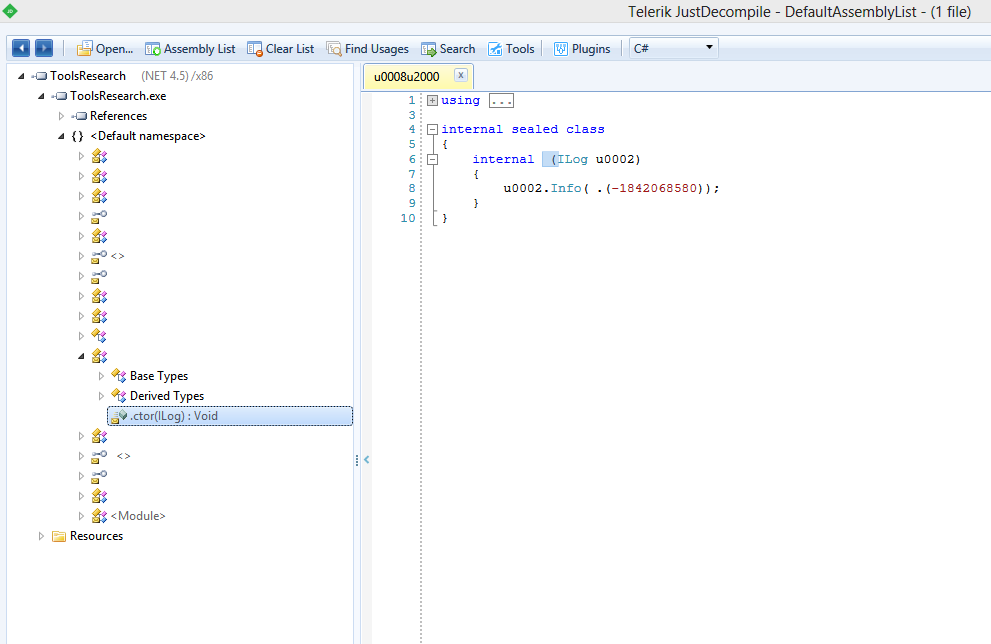 Telerik JustDecompile - DefaultAssemblyList - (1 file)
Open... Assembly List Clear List Find Usages Search Tools Plugins C#
ToolsResearch (NET 4.5) /x86
ToolsResearch.exe
References
{} <Default namespace>
<>
Base Types
Derived Types
.ctor(ILog) : Void
<>
<Module>
Resources
u0008u2000 x
1 using ...
3
4 internal sealed class
5 {
6 internal (ILog u0002)
7 {
8 u0002.Info( .(-1842068580));
9 }
10 }